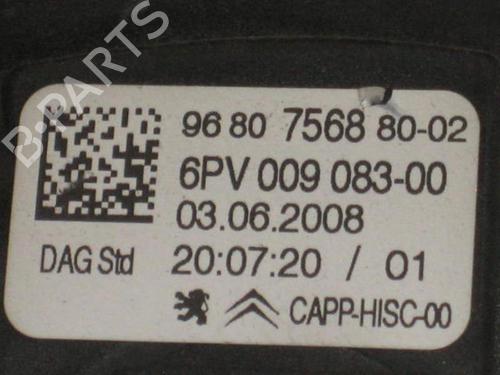 96 80 7568 80-02
6PV 009 083-00
03.06.2008
DAG Std 20:07:20 / 01
CAPP-HISC-00
B-PARTS